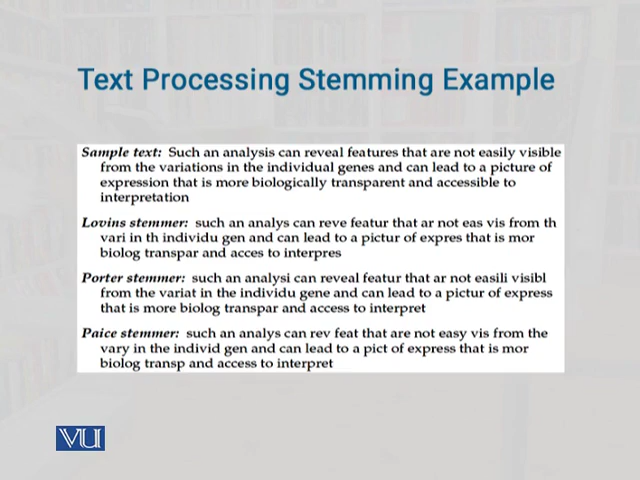 Text Processing Stemming Example
Sample text: Such an analysis can reveal features that are not easily visible
from the variations in the individual genes and can lead to a picture of
expression that is more biologically transparent and accessible to
interpretation
Lovins stemmer: such an analys can reve featur that ar not eas vis from th
vari in th individu gen and can lead to a pictur of expres that is mor
biolog transpar and acces to interpres
Porter stemmer: such an analysi can reveal featur that ar not easili visibl
from the variat in the individu gene and can lead to a pictur of express
that is more biolog transpar and access to interpret
Paice stemmer: such an analys can rev feat that are not easy vis from the
vary in the individ gen and can lead to a pict of express that is mor
biolog transp and access to interpret
VU